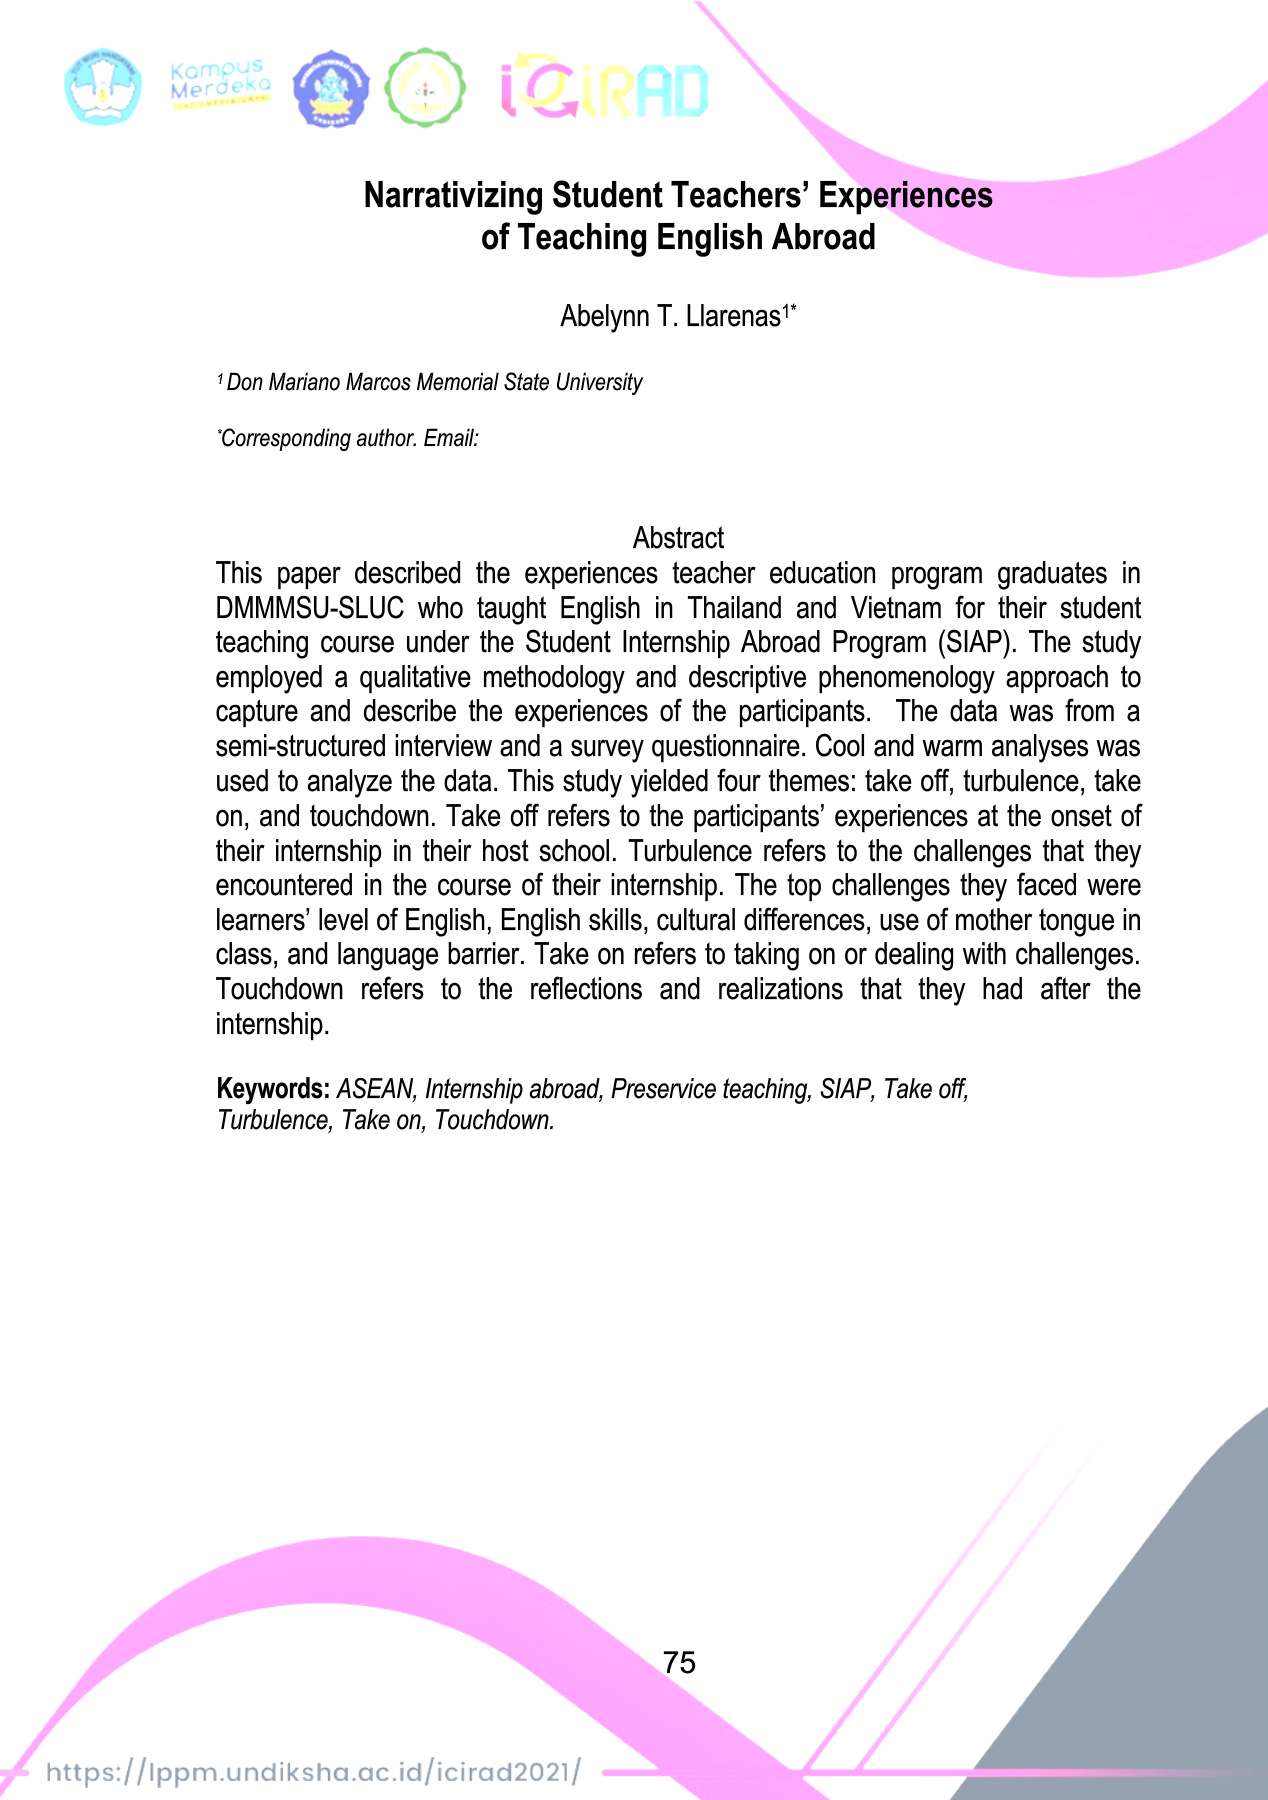 Kampus
Merdeka
INDONESIA JAYA
iCiRAD
Narrativizing Student Teachers’ Experiences
of Teaching English Abroad
Abelynn T. Llarenas1*
1 Don Mariano Marcos Memorial State University
*Corresponding author. Email:
Abstract
This paper described the experiences teacher education program graduates in
DMMMSU-SLUC who taught English in Thailand and Vietnam for their student
teaching course under the Student Internship Abroad Program (SIAP). The study
employed a qualitative methodology and descriptive phenomenology approach to
capture and describe the experiences of the participants.  The data was from a
semi-structured interview and a survey questionnaire. Cool and warm analyses was
used to analyze the data. This study yielded four themes: take off, turbulence, take
on, and touchdown. Take off refers to the participants’ experiences at the onset of
their internship in their host school. Turbulence refers to the challenges that they
encountered in the course of their internship. The top challenges they faced were
learners’ level of English, English skills, cultural differences, use of mother tongue in
class, and language barrier. Take on refers to taking on or dealing with challenges.
Touchdown refers to the reflections and realizations that they had after the
internship.
Keywords: ASEAN, Internship abroad, Preservice teaching, SIAP, Take off,
Turbulence, Take on, Touchdown.
75
https://lppm.undiksha.ac.id/icirad2021/